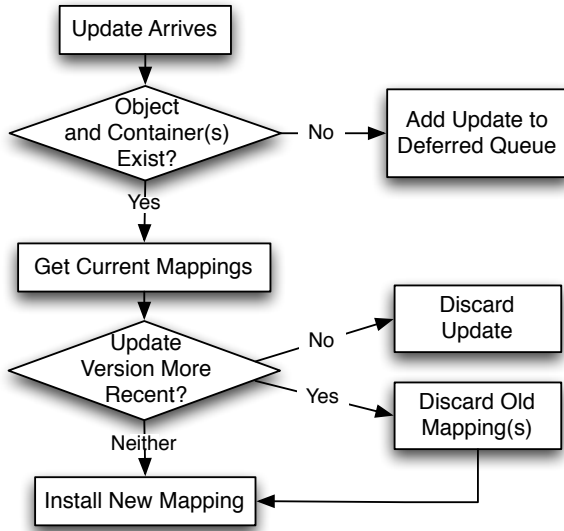 Update Arrives
Object
and Container(s)
Exist?
No
Add Update to
Deferred Queue
Yes
Get Current Mappings
Update
Version More
Recent?
No
Discard
Update
Yes
Discard Old
Mapping(s)
Neither
Install New Mapping